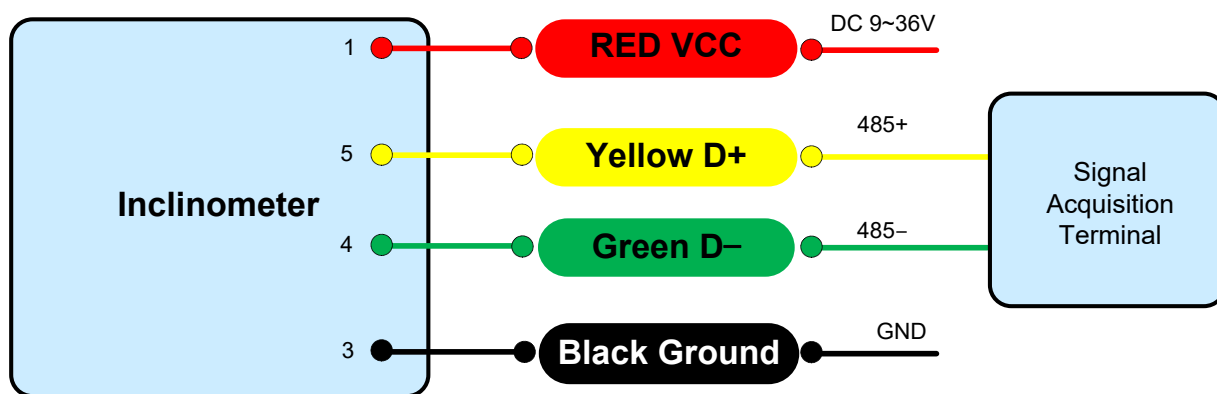 DC 9~36V
1
RED VCC
485+
5
Yellow D+
Signal
Acquisition
Terminal
Inclinometer
4
Green D–
485–
3
Black Ground
GND